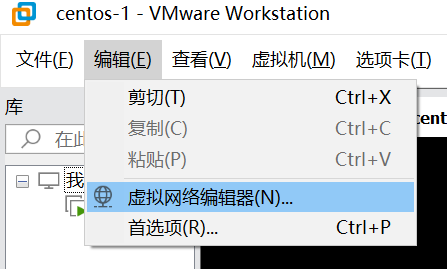 centos-1 - VMware Workstation
文件(F) 编辑(E) 查看(V) 虚拟机(M) 选项卡(T)
库
剪切(T) Ctrl+X
cent
在此
复制(C) Ctrl+C
粘贴(P) Ctrl+V
我
虚拟网络编辑器(N)...
首选项(R)... Ctrl+P